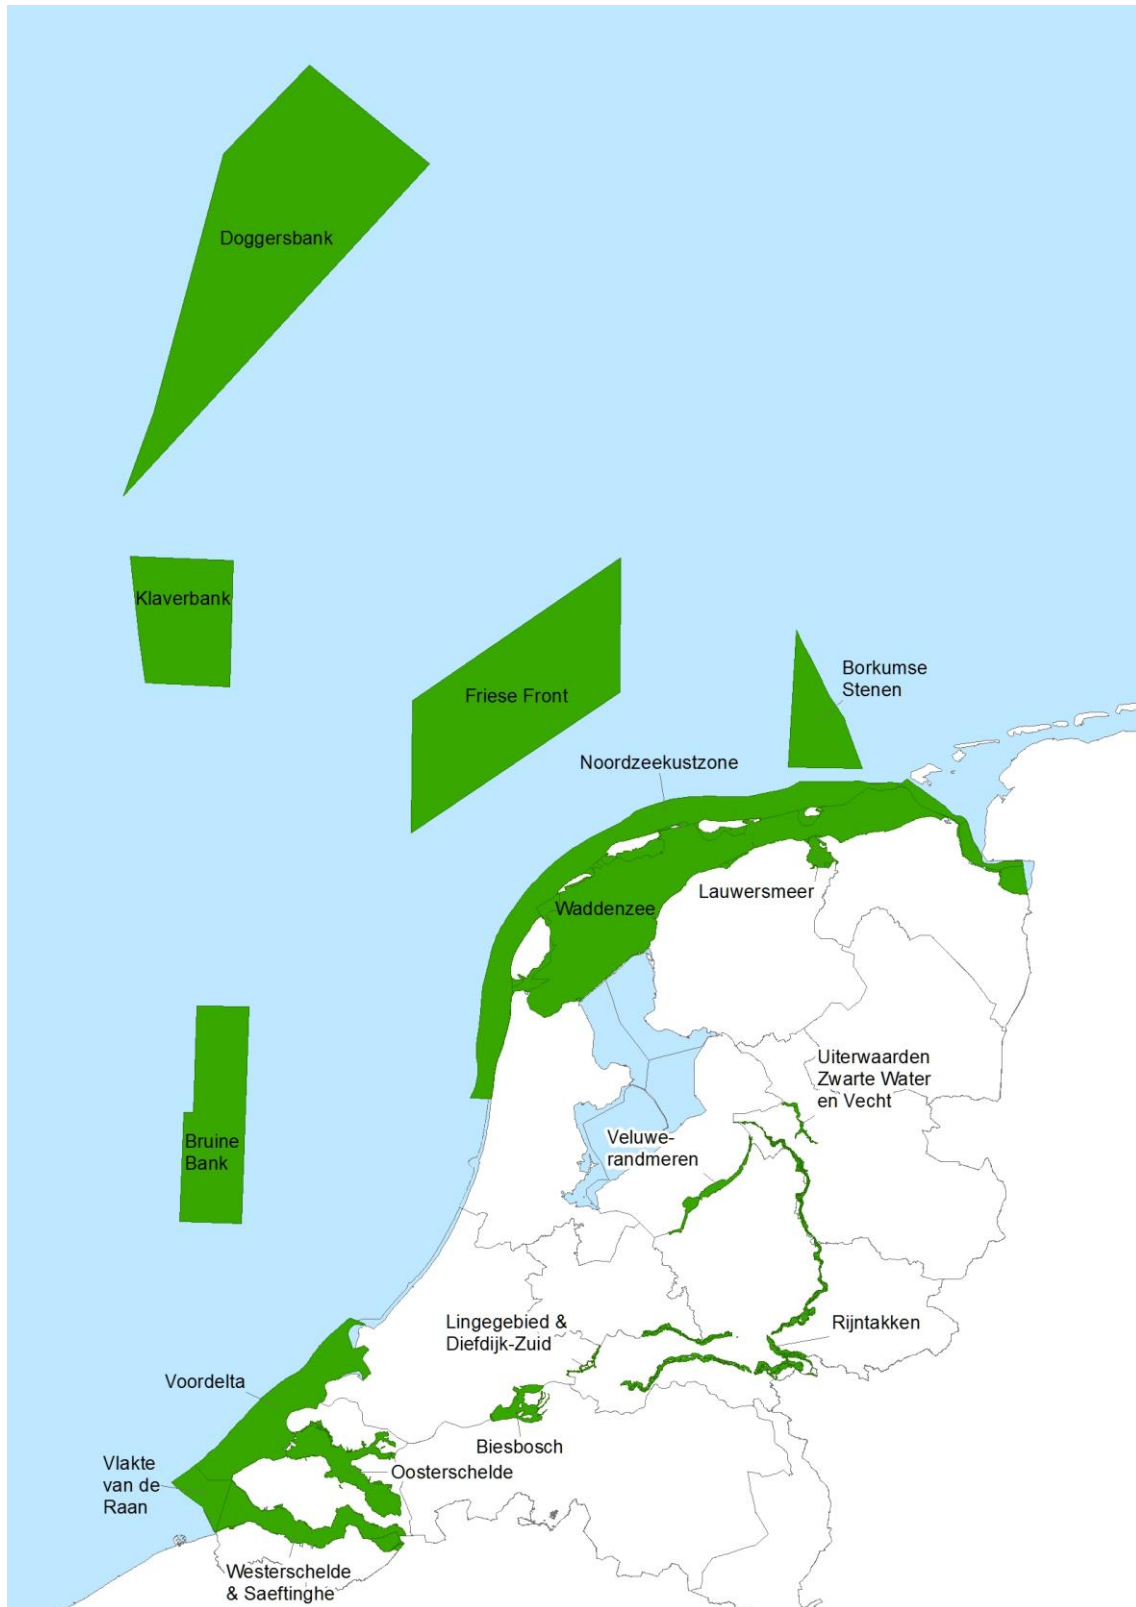 Doggersbank
Klaverbank
Friese Front
Borkumse
Stenen
Noordzeekustzone
Lauwersmeer
Waddenzee
Uiterwaarden
Zwarte Water
en Vecht
Bruine
Bank
Veluwe-
randmeren
Lingegebied &
Diefdijk-Zuid
Rijntakken
Voordelta
Biesbosch
Oosterschelde
Vlakte
van de
Raan
Westerschelde
& Saeftinghe